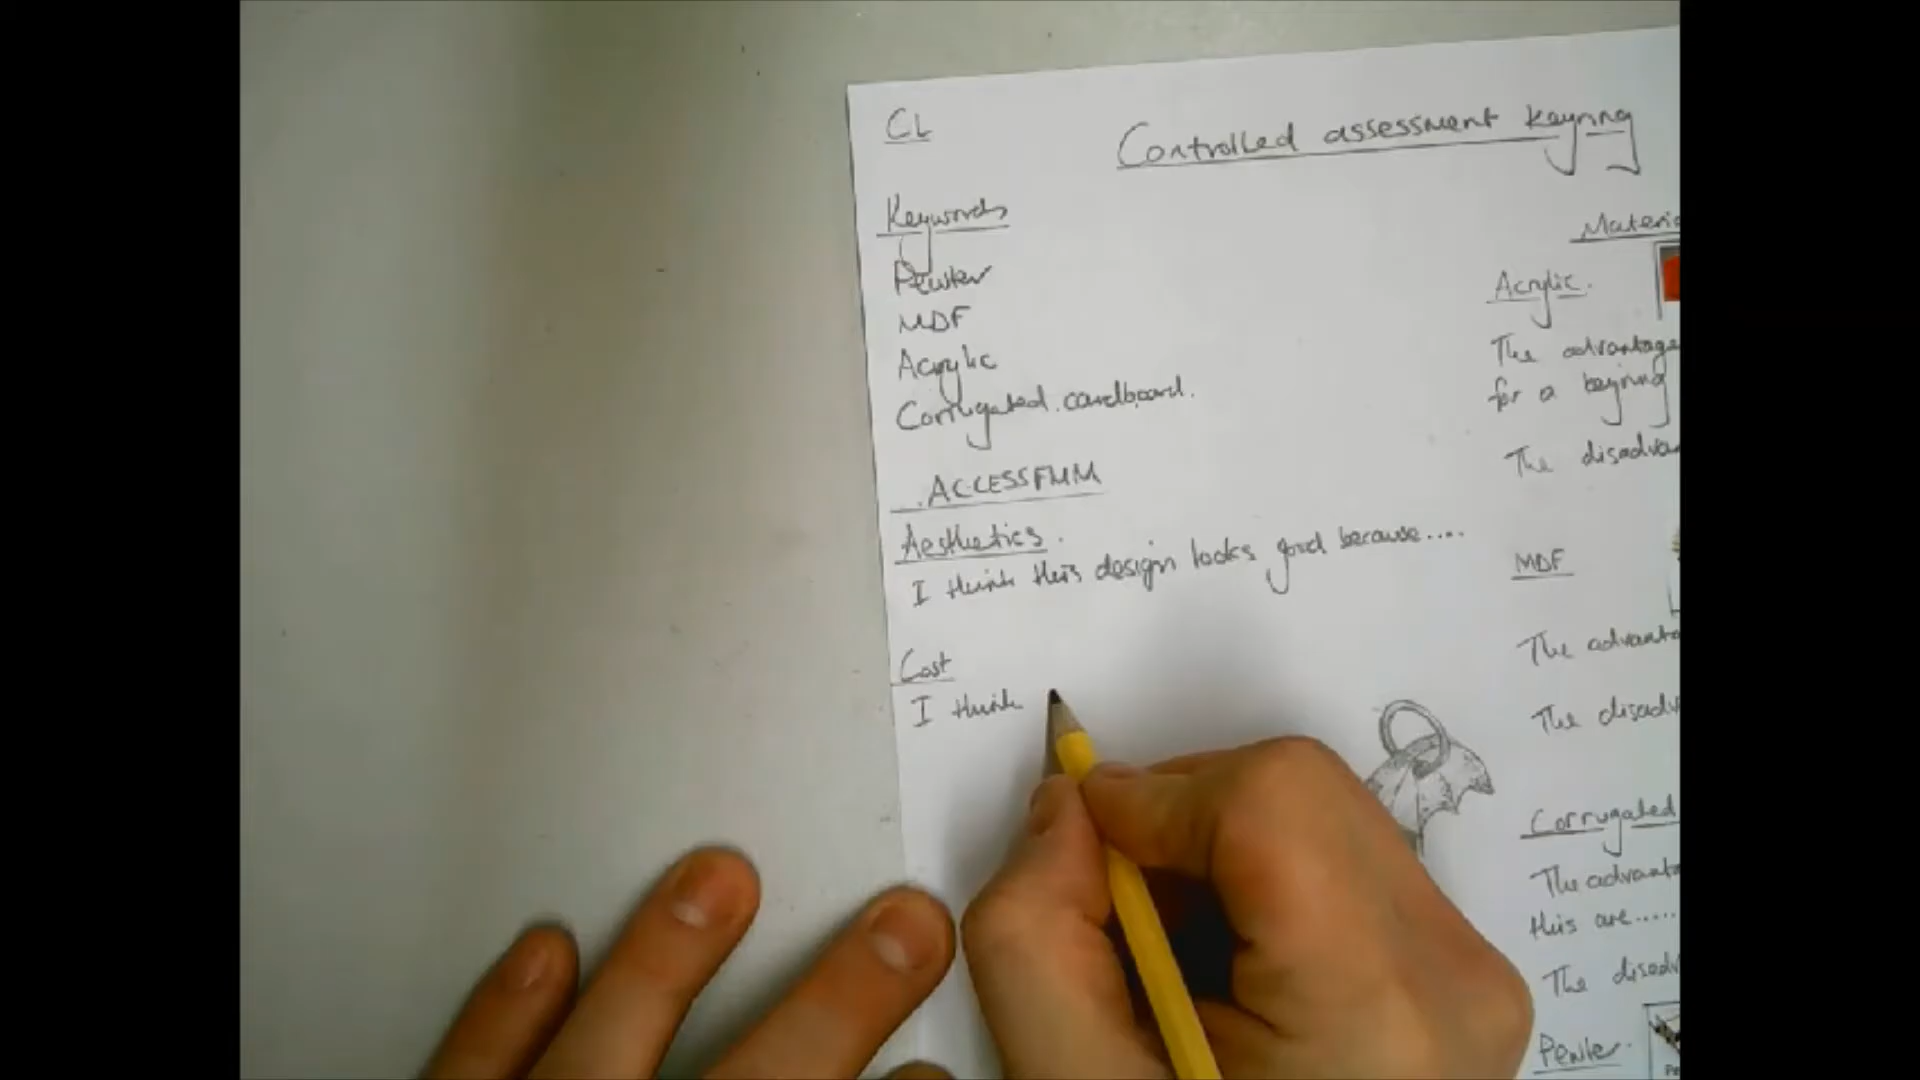 CL
Controlled assessment keyring
Keywords
Pewter
MDF
Acrylic
Corrugated cardboard.
ACCESSFMM
Aesthetics.
I think this design looks good because....
Cost
I think
Materia
Acrylic.
The advantage
for a keyring
The disadvan
MDF
The advanta
The disadv
Corrugated
The advanta
this are.....
The disadv
Pewter.